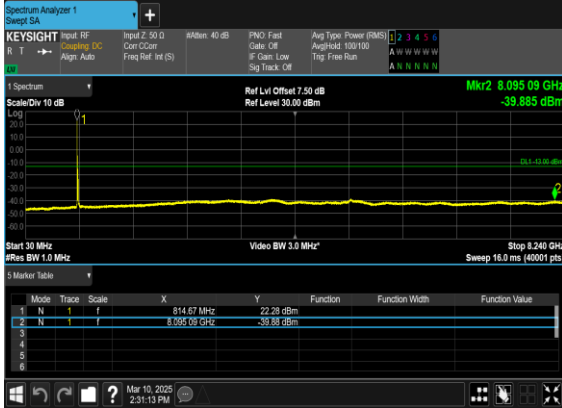 Spectrum Analyzer 1
Swept SA
+
KEYSIGHT Input: RF Input Z: 50 Ω #Atten: 40 dB PNO: Fast Avg Type: Power (RMS) 1 2 3 4 5 6
R T Coupling: DC Corr CCorr Gate: Off Avg|Hold: 100/100 A W W W W W
Align: Auto Freq Ref: Int (S) IF Gain: Low Trig: Free Run
LW Sig Track: Off A N N N N N
1 Spectrum Ref Lvl Offset 7.50 dB Mkr2 8.095 09 GHz
Scale/Div 10 dB Ref Level 30.00 dBm -39.885 dBm
Log
20.0
10.0
0.00
-10.0
-20.0
-30.0
-40.0
-50.0
-60.0
1
DL1 -13.00 dBm
2
Start 30 MHz Video BW 3.0 MHz* Stop 8.240 GHz
#Res BW 1.0 MHz Sweep 16.0 ms (40001 pts)
5 Marker Table
Mode Trace Scale X Y Function Function Width Function Value
1 N 1 f 814.67 MHz 22.28 dBm
2 N 1 f 8.095 09 GHz -39.88 dBm
3
4
5
6
? Mar 10, 2025
2:31:13 PM